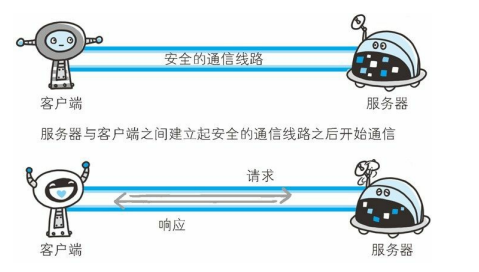 安全的通信线路
客户端
服务器
服务器与客户端之间建立起安全的通信线路之后开始通信
请求
响应
客户端
服务器